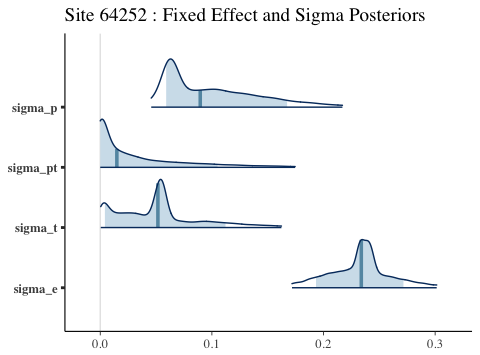 Site 64252 : Fixed Effect and Sigma Posteriors
sigma_p
sigma_pt
sigma_t
sigma_e
0.0 0.1 0.2 0.3